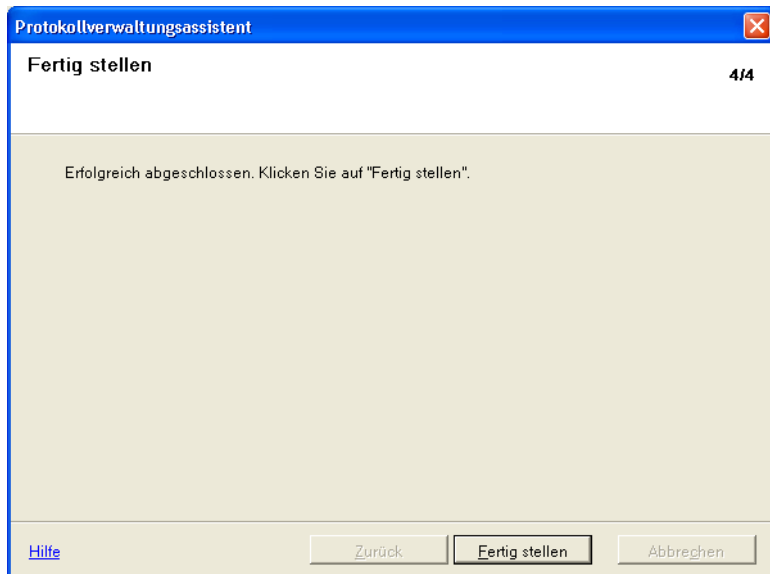 Protokollverwaltungsassistent
Fertig stellen
4/4
Erfolgreich abgeschlossen. Klicken Sie auf "Fertig stellen".
Hilfe
Zurück
Fertig stellen
Abbrechen